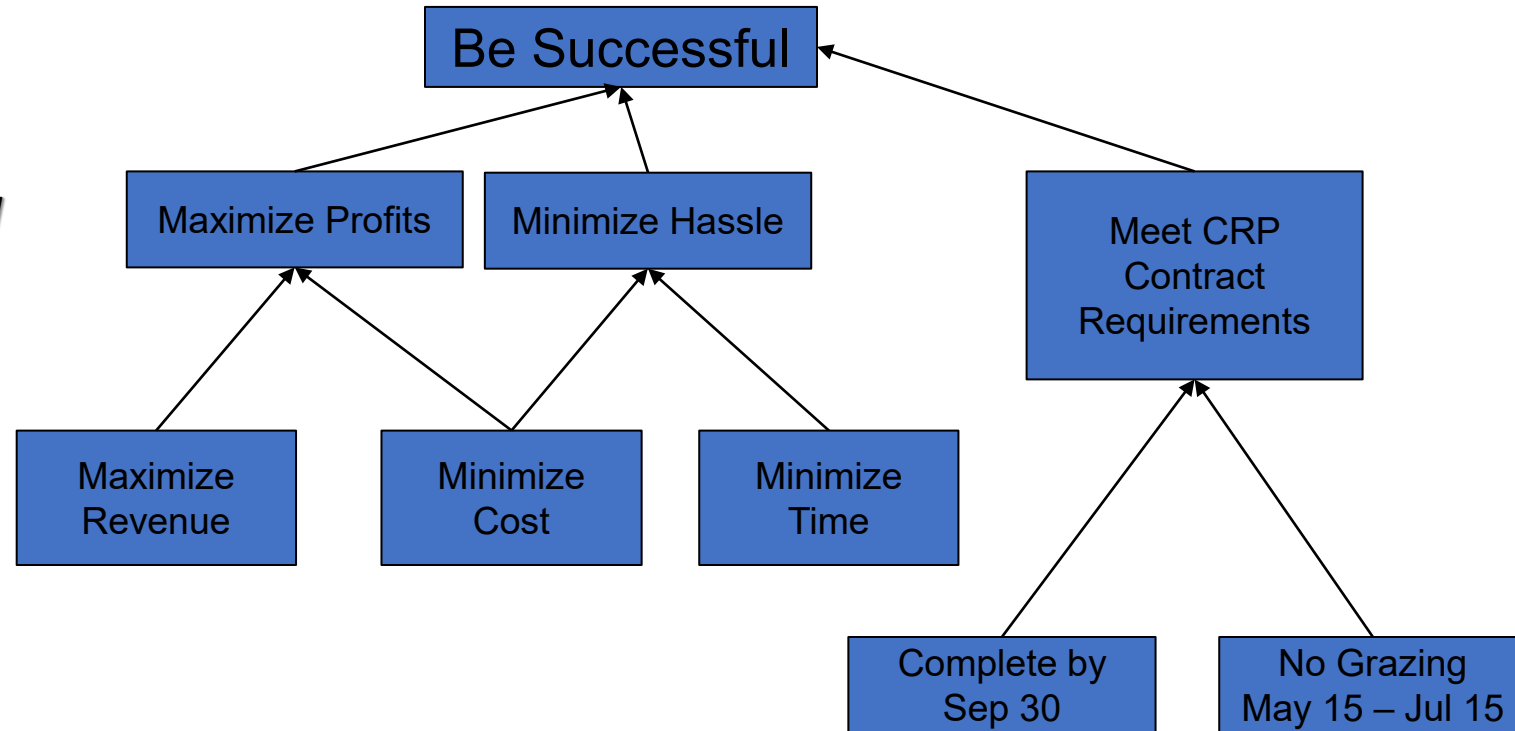 Be Successful
Maximize Profits
Minimize Hassle
Meet CRP
Contract
Requirements
Maximize
Revenue
Minimize
Cost
Minimize
Time
Complete by
Sep 30
No Grazing
May 15 – Jul 15